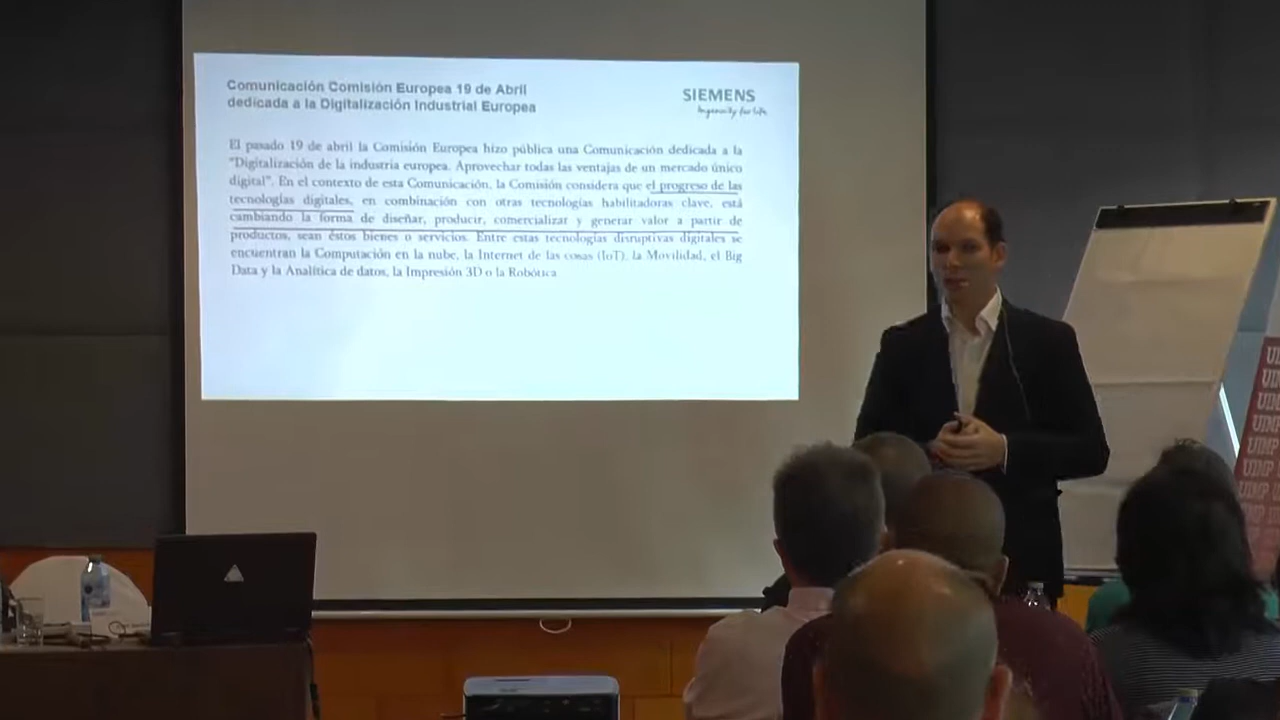 Comunicación Comisión Europea 19 de Abril
dedicada a la Digitalización Industrial Europea
SIEMENS
Ingenuity for life
El pasado 19 de abril la Comisión Europea hizo pública una Comunicación dedicada a la
"Digitalización de la industria europea. Aprovechar todas las ventajas de un mercado único
digital". En el contexto de esta Comunicación, la Comisión considera que el progreso de las
tecnologías digitales, en combinación con otras tecnologías habilitadoras clave, está
cambiando la forma de diseñar, producir, comercializar y generar valor a partir de
productos, sean éstos bienes o servicios. Entre estas tecnologías disruptivas digitales se
encuentran la Computación en la nube, la Internet de las cosas (IoT), la Movilidad, el Big
Data y la Analítica de datos, la Impresión 3D o la Robótica
UIMP
UIMP
UIMP